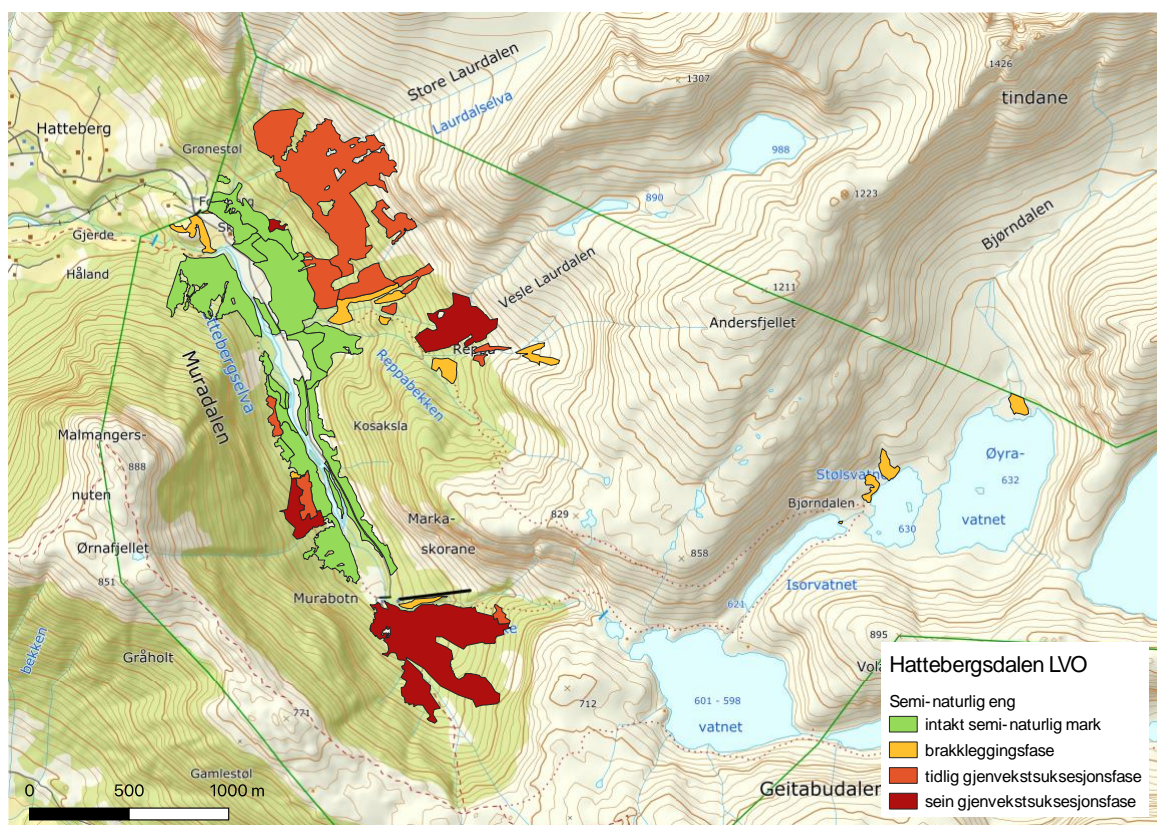 1426
tindane
1307
Store Laurdalen
Laurdalselva
Hatteberg
Grønestøl
988
1223
890
Bjørndalen
Gjerde
Håland
Vesle Laurdalen
1211
Andersfjellet
Reppabekken
Muradalen
Kosaksla
Malmangers-
nuten
888
Øyra-
vatnet
632
Bjørndalen
630
829
Marka-
skorane
858
Ørnafjellet
851
Isorvatnet
621
Murabotn
895
Gråholt
bekken
712
601 - 598
vatnet
771
Gamlestøl
Geitabudalen
0 500 1000 m
Hattebergsdalen LVO
Semi-naturlig eng
intakt semi-naturlig mark
brakkleggingsfase
tidlig gjenvekstsuksesjonsfase
sein gjenvekstsuksesjonsfase